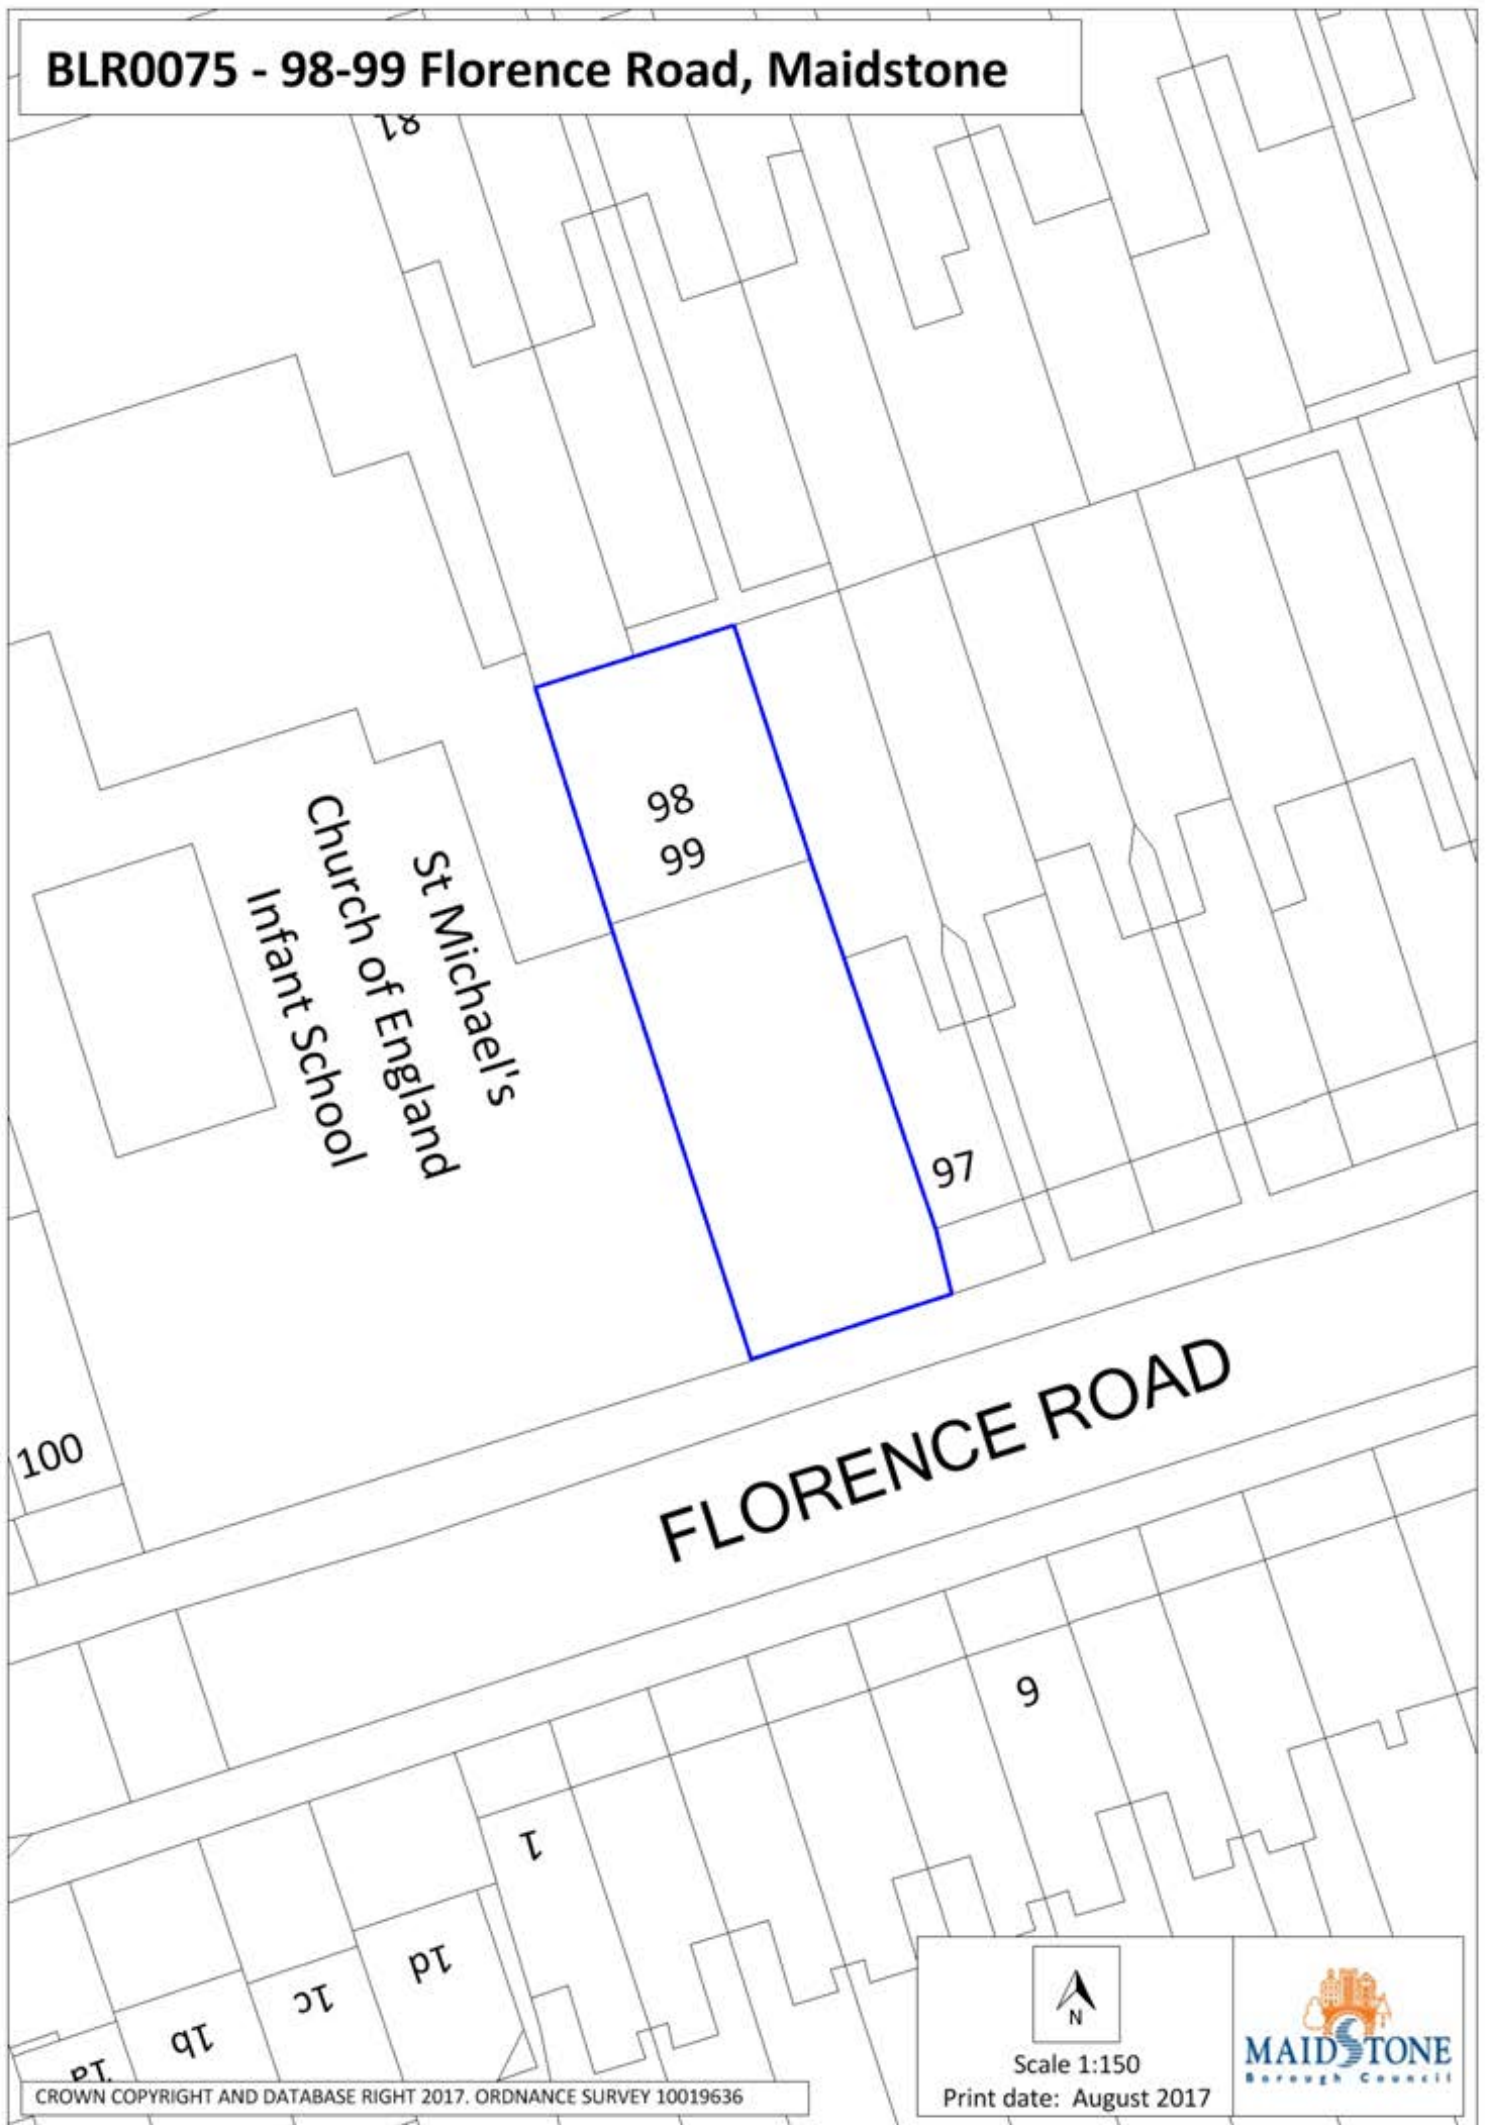 BLR0075 - 98-99 Florence Road, Maidstone
81
98
99
St Michael's
Church of England
Infant School
97
100
FLORENCE ROAD
9
1
1d
1c
1b
1a
N
Scale 1:150
Print date: August 2017
MAIDSTONE
Borough Council
CROWN COPYRIGHT AND DATABASE RIGHT 2017. ORDNANCE SURVEY 10019636